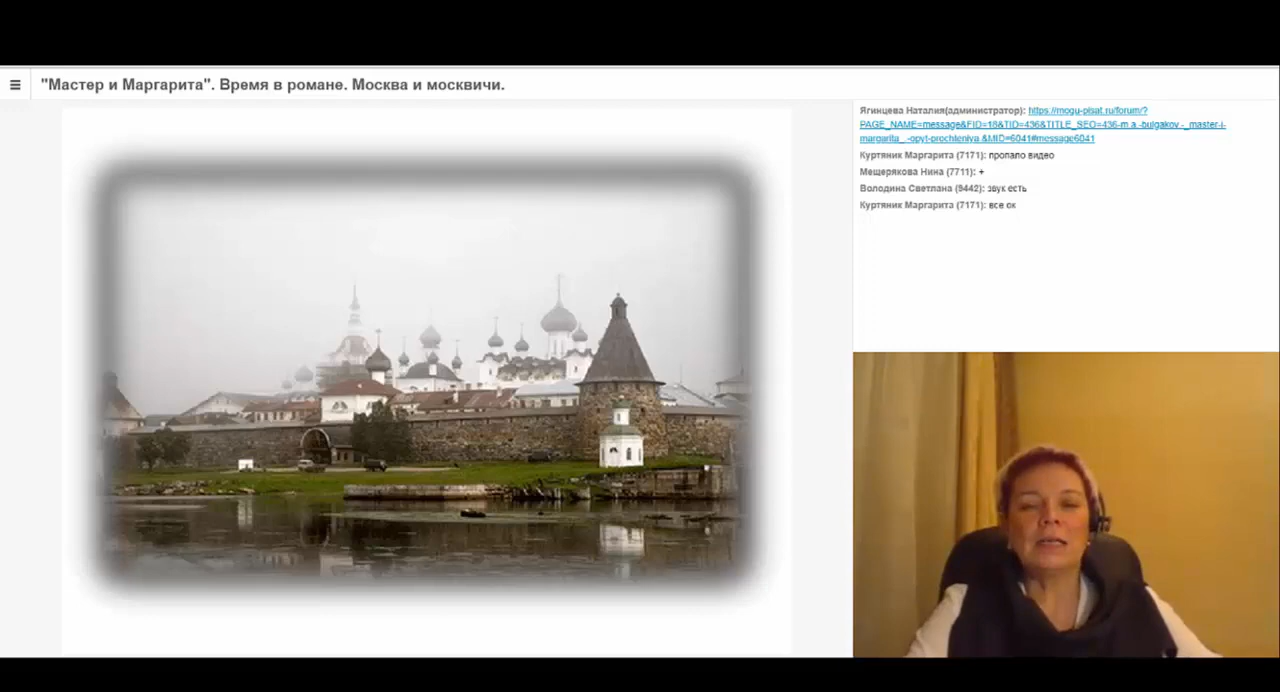 "Мастер и Маргарита". Время в романе. Москва и москвичи.
Ягинцева Наталия(администратор): https://mogu-pisat.ru/forum/?
PAGE_NAME=message&FID=18&TID=436&TITLE_SEO=436-m.a.-bulgakov.-_master-i-
margarita_.-opyt-prochteniya.&MID=6041#message6041
Куртяник Маргарита (7171): пропало видео
Мещерякова Нина (7711): +
Володина Светлана (9442): звук есть
Куртяник Маргарита (7171): все ок